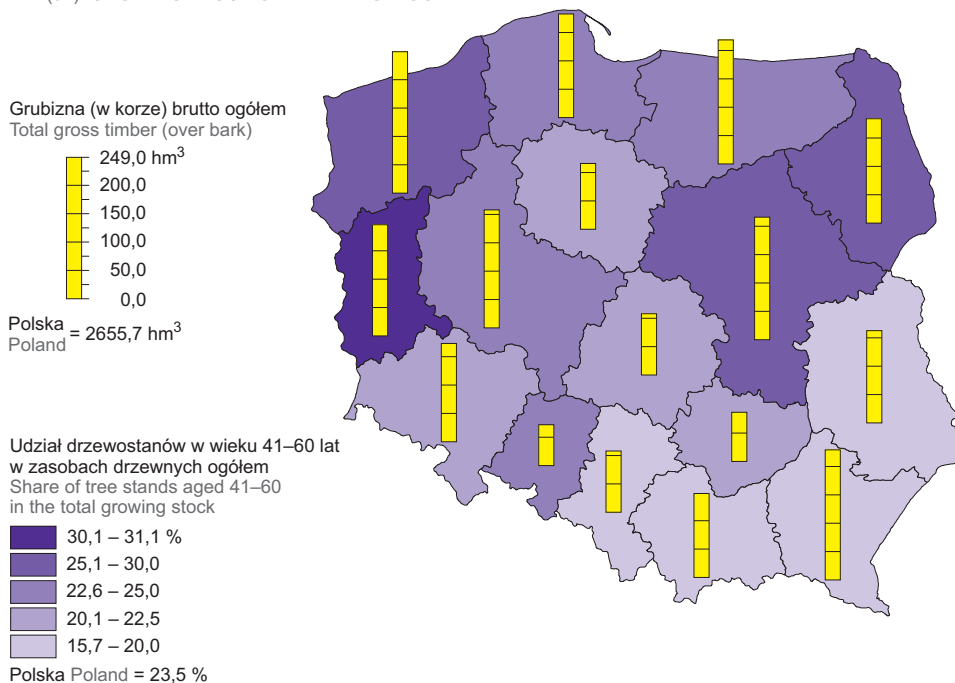 Grubizna (w korze) brutto ogółem
Total gross timber (over bark)
249,0 hm³
200,0
150,0
100,0
50,0
0,0
Polska
Poland = 2655,7 hm³
Udział drzewostanów w wieku 41–60 lat
w zasobach drzewnych ogółem
Share of tree stands aged 41–60
in the total growing stock
30,1 – 31,1 %
25,1 – 30,0
22,6 – 25,0
20,1 – 22,5
15,7 – 20,0
Polska Poland = 23,5 %